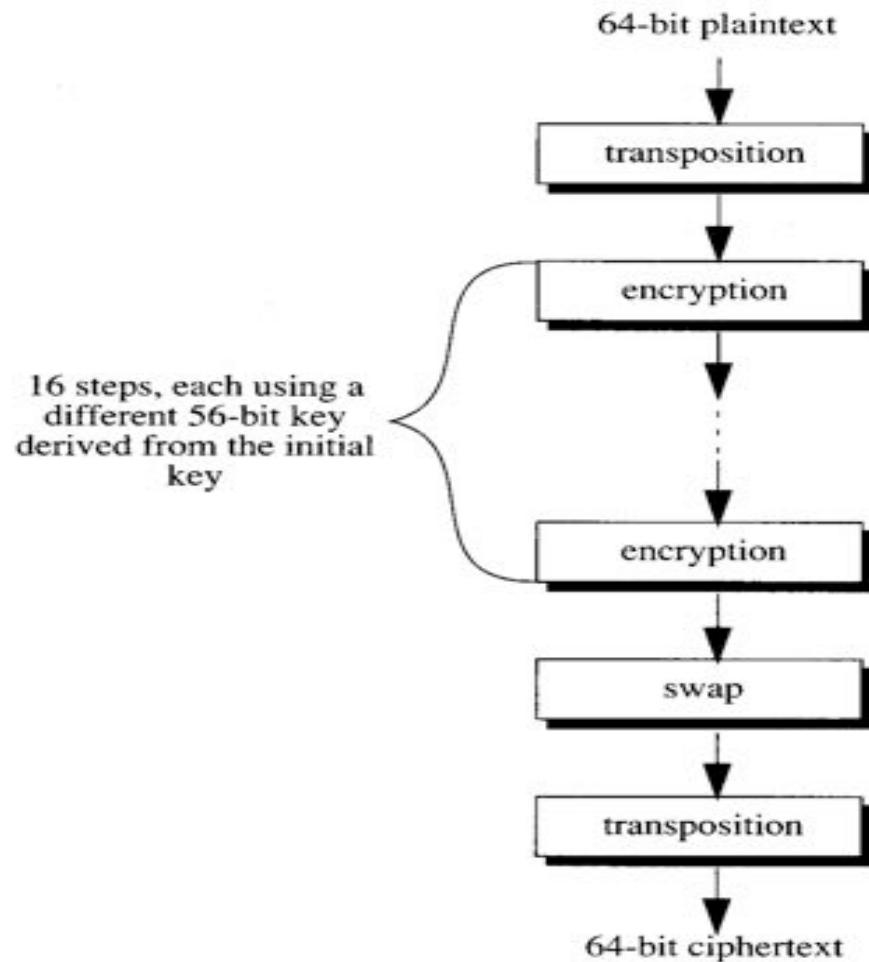 64-bit plaintext
transposition
encryption
16 steps, each using a
different 56-bit key
derived from the initial
key
encryption
swap
transposition
64-bit ciphertext